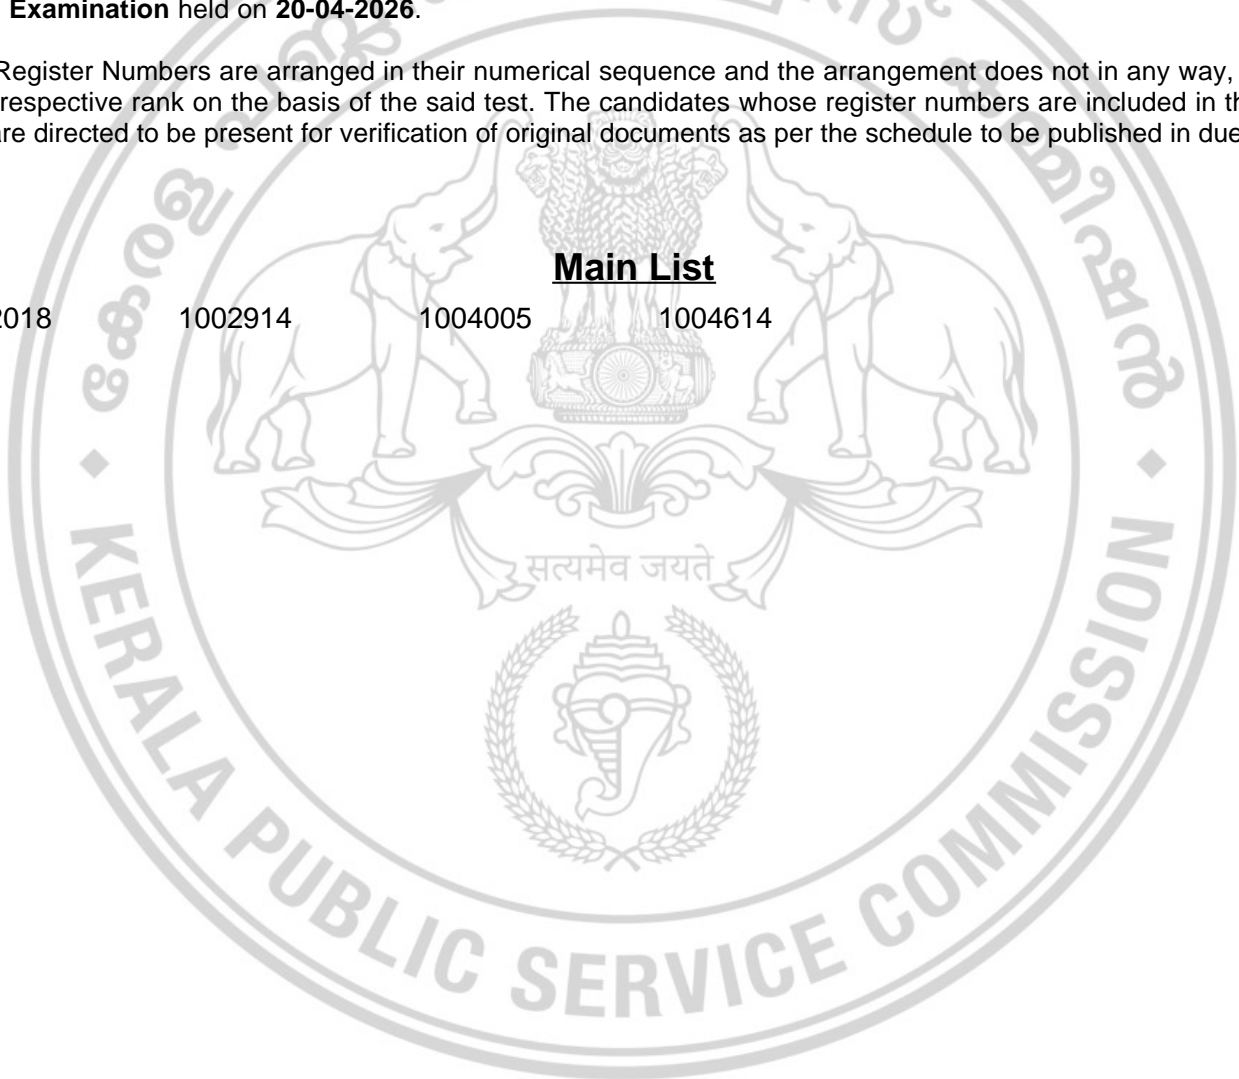 Examination held on 20-04-2026.
Register Numbers are arranged in their numerical sequence and the arrangement does not in any way,
respective rank on the basis of the said test. The candidates whose register numbers are included in th
are directed to be present for verification of original documents as per the schedule to be published in due
Main List
2018 1002914 1004005 1004614
കേരള
കമ്മീഷൻ
सत्यमेव जयते
KERALA PUBLIC SERVICE COMMISSION